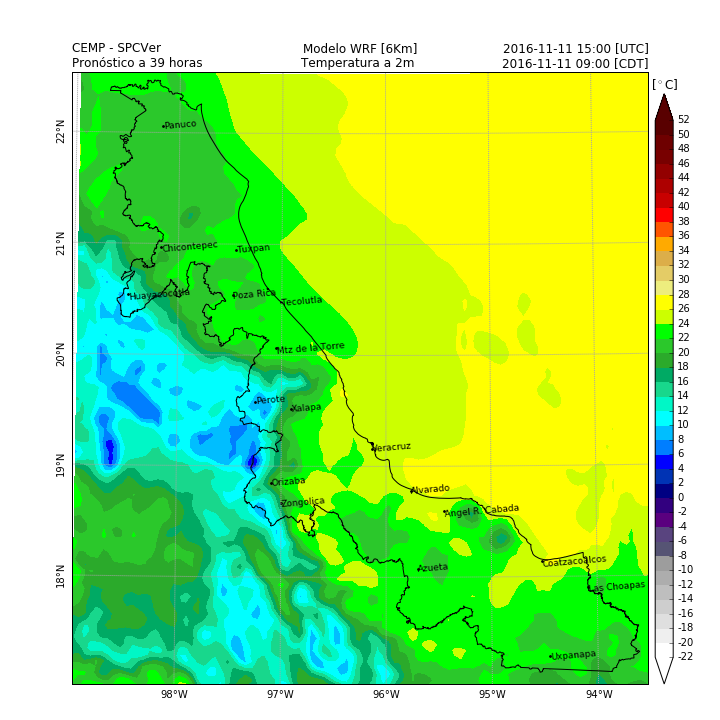 CEMP - SPCVer
Modelo WRF [6Km]
2016-11-11 15:00 [UTC]
Pronóstico a 39 horas
Temperatura a 2m
2016-11-11 09:00 [CDT]
[°C]
52
50
48
46
44
42
40
38
36
34
32
30
28
26
24
22
20
18
16
14
12
10
8
6
4
2
0
-2
-4
-6
-8
-10
-12
-14
-16
-18
-20
-22
22°N
21°N
20°N
19°N
18°N
Panuco
Chicontepec
Tuxpan
Huayacocotla
Poza Rica
Tecolutla
Mtz de la Torre
Perote
Xalapa
Veracruz
Orizaba
Alvarado
Zongolica
Angel R. Cabada
Azueta
Coatzacoalcos
Las Choapas
Uxpanapa
98°W
97°W
96°W
95°W
94°W